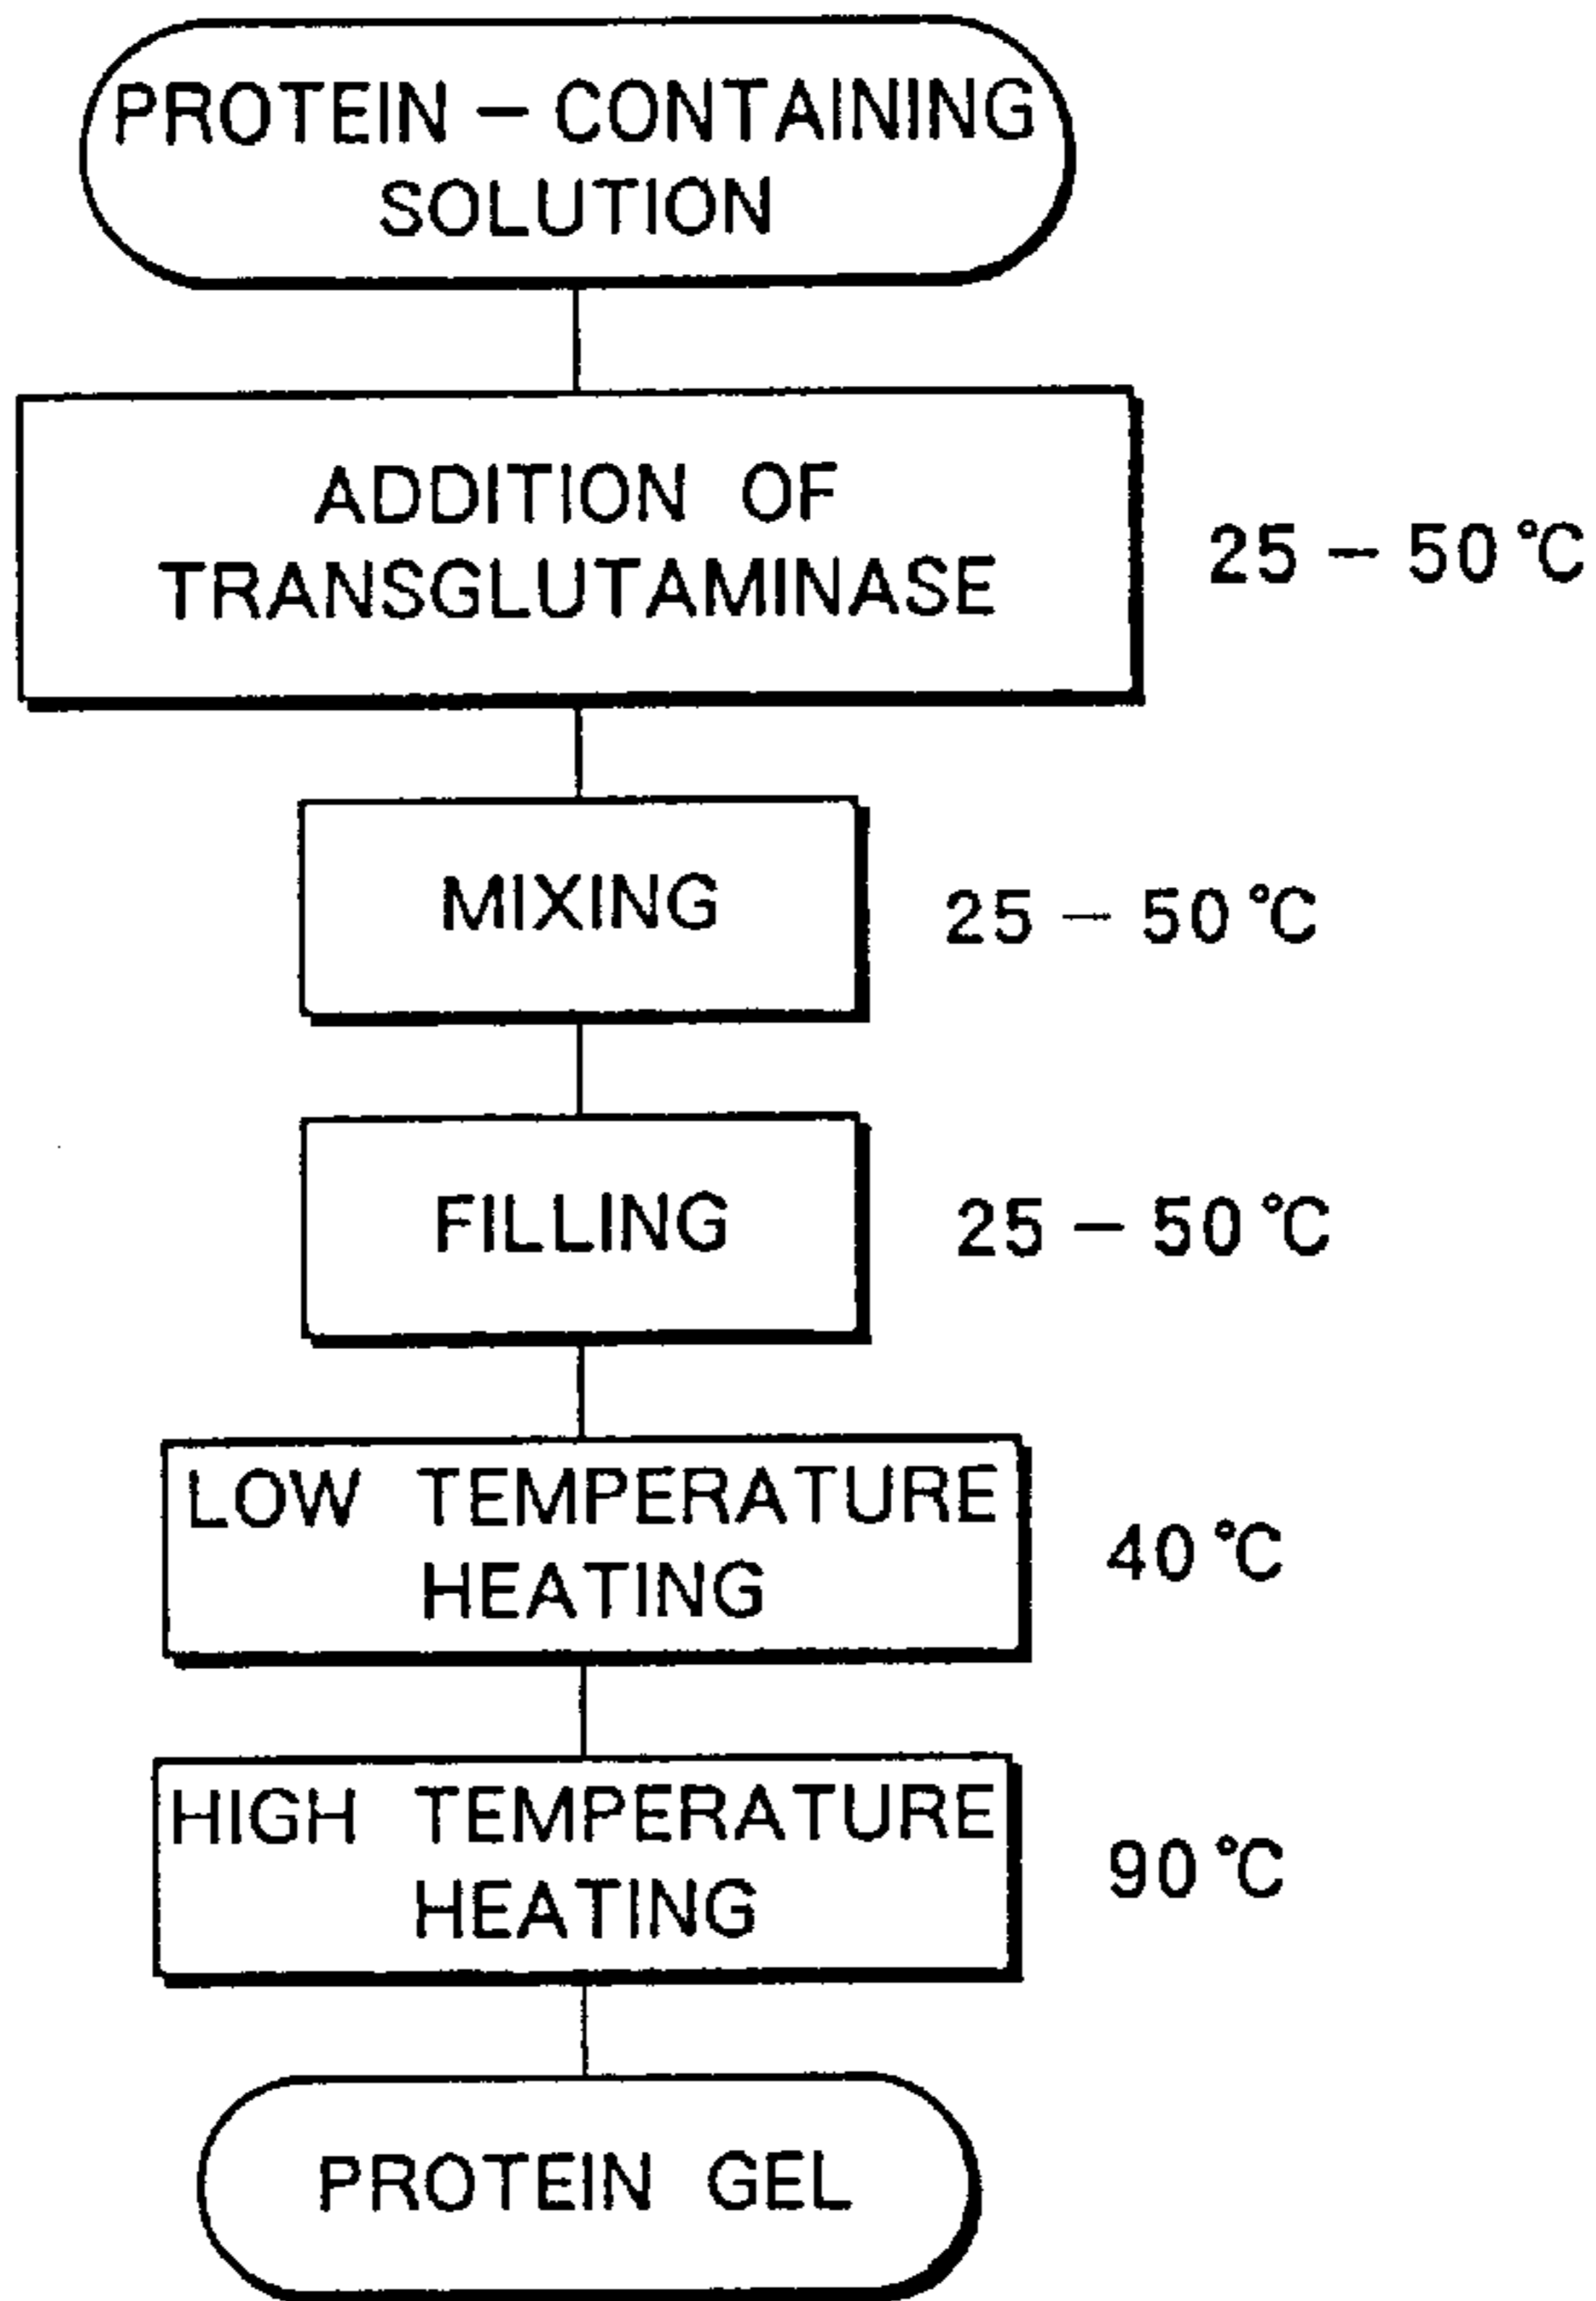 PROTEIN - CONTAINING
SOLUTION
ADDITION OF
TRANSGLUTAMINASE
25 - 50 °C
MIXING
25 - 50 °C
FILLING
25 - 50 °C
LOW TEMPERATURE
HEATING
40 °C
HIGH TEMPERATURE
HEATING
90 °C
PROTEIN GEL